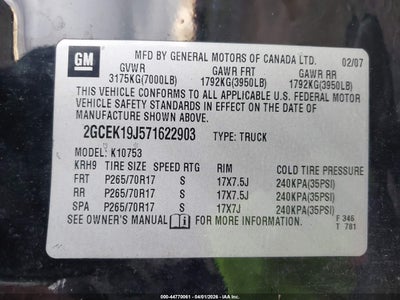 GM
MFD BY GENERAL MOTORS OF CANADA LTD. 02/07
GVWR GAWR FRT GAWR RR
3175KG(7000LB) 1792KG(3950LB) 1792KG(3950LB)
THIS VEHICLE CONFORMS TO ALL APPLICABLE U.S. FEDERAL MOTOR
VEHICLE SAFETY STANDARDS IN EFFECT ON THE DATE OF
MANUFACTURE SHOWN ABOVE.
2GCEK19J571622903 TYPE: TRUCK
MODEL: K10753
KRH9 TIRE SIZE SPEED RTG RIM COLD TIRE PRESSURE
FRT P265/70R17 S 17X7.5J 240KPA(35PSI)
RR P265/70R17 S 17X7.5J 240KPA(35PSI)
SPA P265/70R17 S 17X7J 240KPA(35PSI)
SEE OWNER'S MANUAL FOR MORE INFORMATION.
F 346
T 781
000-44770061 - 04/01/2026 - www.iaai.com